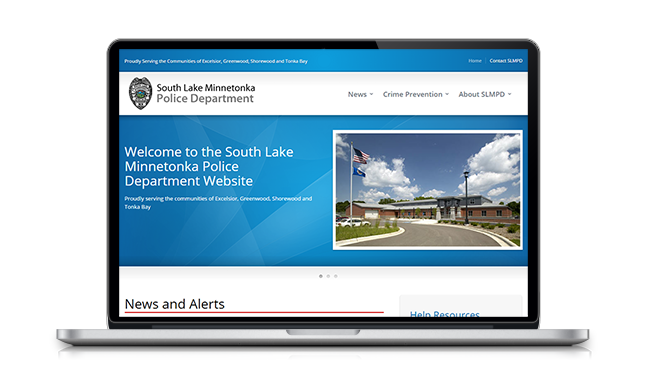 Proudly Serving the Communities of Excelsior, Greenwood, Shorewood and Tonka Bay
Home | Contact SLMPD
South Lake Minnetonka
Police Department
News
Crime Prevention
About SLMPD
Welcome to the South Lake
Minnetonka Police
Department Website
Proudly serving the communities of Excelsior, Greenwood, Shorewood and
Tonka Bay
News and Alerts
Help Resources